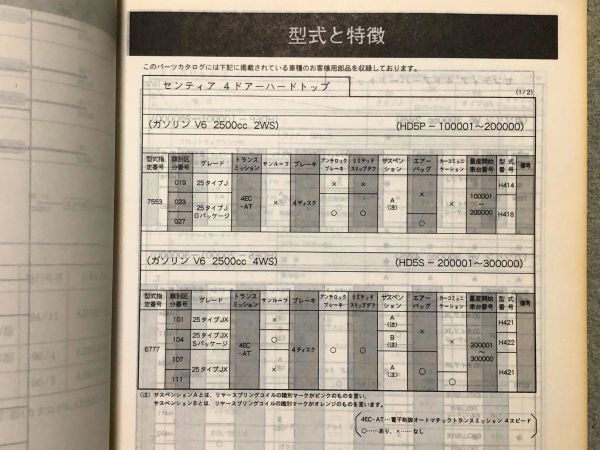 型式と特徴
このパーツカタログには下記に掲載されている車種のお客様用部品を収録しております。
センティア 4ドアーハードトップ
(1/2)
(ガソリン V6 2500cc 2WS) (HD5P－100001～200000)
型式指定番号 類別区分番号 グレード トランスミッション サンルーフ ブレーキ アンチロックブレーキ リミテッドスリップデフ サスペンション エアーバッグ カーコミュニケーション 量産開始車台番号 型式番号 備考
7553 019 25タイプJ 4EC-AT × 4ディスク × × A(注) × × 100001～200000 H414
023 25タイプJ Gパッケージ ○ ○ H416
027 ○
(ガソリン V6 2500cc 4WS) (HD5S－200001～300000)
型式指定番号 類別区分番号 グレード トランスミッション サンルーフ ブレーキ アンチロックブレーキ リミテッドスリップデフ サスペンション エアーバッグ カーコミュニケーション 量産開始車台番号 型式番号 備考
6777 101 25タイプJX 4EC-AT × 4ディスク ○ ○ A(注) × × 200001～300000 H421
104 25タイプJX Sパッケージ × B(注) H422
107 25タイプJX ○ A(注) ○ H421
111 ○
(注) サスペンションAとは、リヤースプリングコイルの識別マークがピンクのものを言い、
サスペンションBとは、リヤースプリングコイルの識別マークがオレンジのものを言います。
4EC-AT…電子制御オートマチックトランスミッション 4スピード
○……あり、×……なし